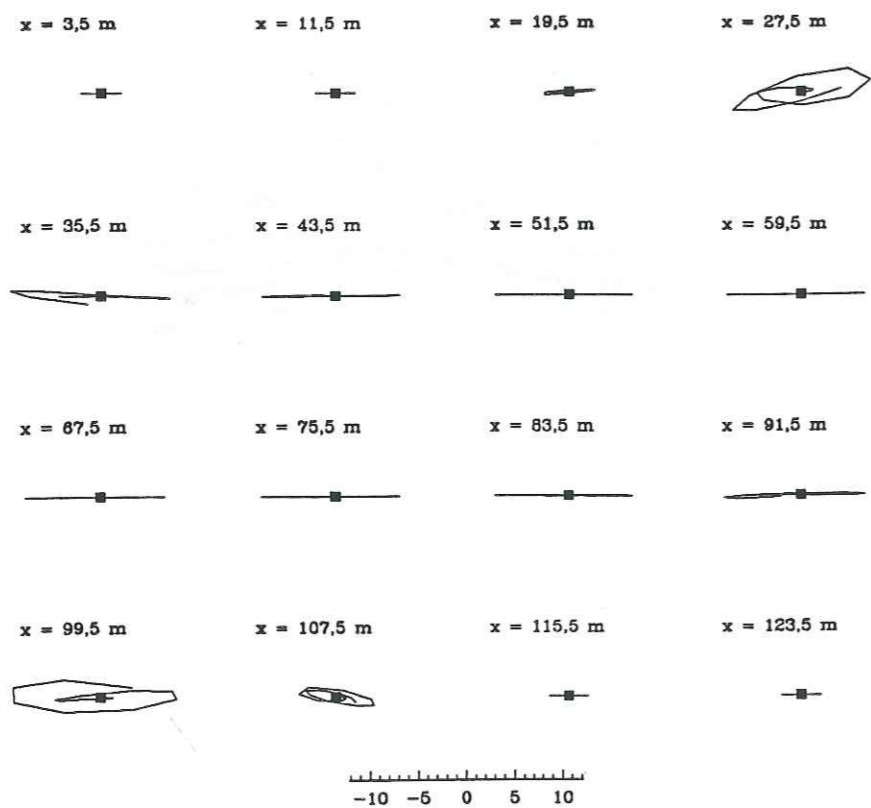 x = 3,5 m x = 11,5 m x = 19,5 m x = 27,5 m
x = 35,5 m x = 43,5 m x = 51,5 m x = 59,5 m
x = 67,5 m x = 75,5 m x = 83,5 m x = 91,5 m
x = 99,5 m x = 107,5 m x = 115,5 m x = 123,5 m
-10 -5 0 5 10